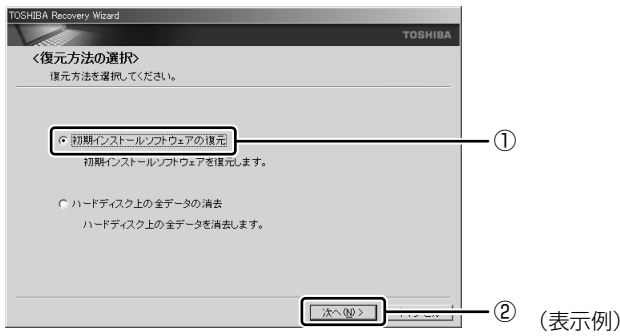 TOSHIBA Recovery Wizard
TOSHIBA
<復元方法の選択>
復元方法を選択してください。
初期インストールソフトウェアの復元
①
初期インストールソフトウェアを復元します。
ハードディスク上の全データの消去
ハードディスク上の全データを消去します。
次へ(N) >
②
(表示例)